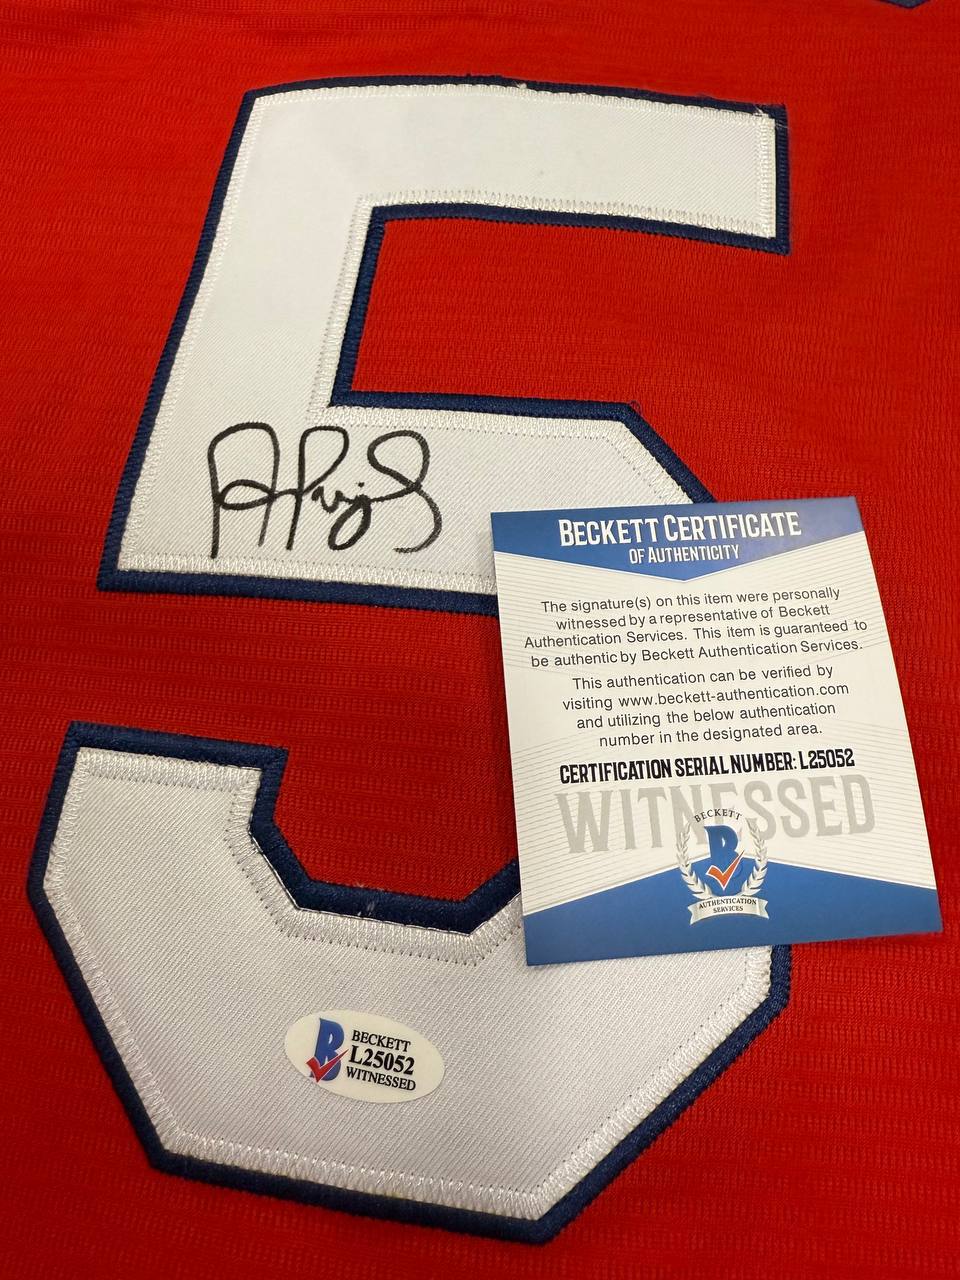 5
A Pujols
BECKETT CERTIFICATE
OF AUTHENTICITY
The signature(s) on this item were personally
witnessed by a representative of Beckett
Authentication Services. This item is guaranteed to
be authentic by Beckett Authentication Services.
This authentication can be verified by
visiting www.beckett-authentication.com
and utilizing the below authentication
number in the designated area.
CERTIFICATION SERIAL NUMBER: L25052
WITNESSED
BECKETT
B
AUTHENTICATION
SERVICES
B
BECKETT
L25052
WITNESSED